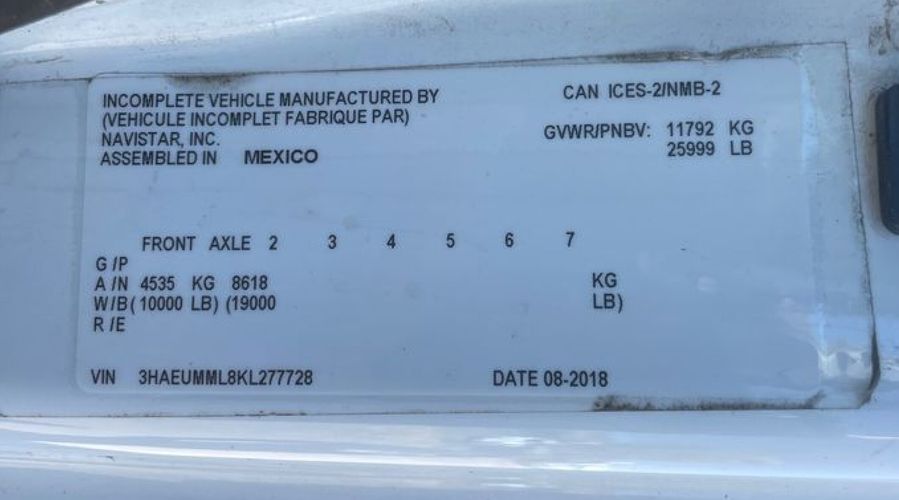 INCOMPLETE VEHICLE MANUFACTURED BY
(VEHICULE INCOMPLET FABRIQUE PAR)
NAVISTAR, INC.
ASSEMBLED IN MEXICO
CAN ICES-2/NMB-2
GVWR/PNBV: 11792 KG
25999 LB
FRONT AXLE 2 3 4 5 6 7
G /P
A /N 4535 KG 8618 KG
W/B (10000 LB) (19000 LB)
R /E
VIN 3HAEUMML8KL277728 DATE 08-2018